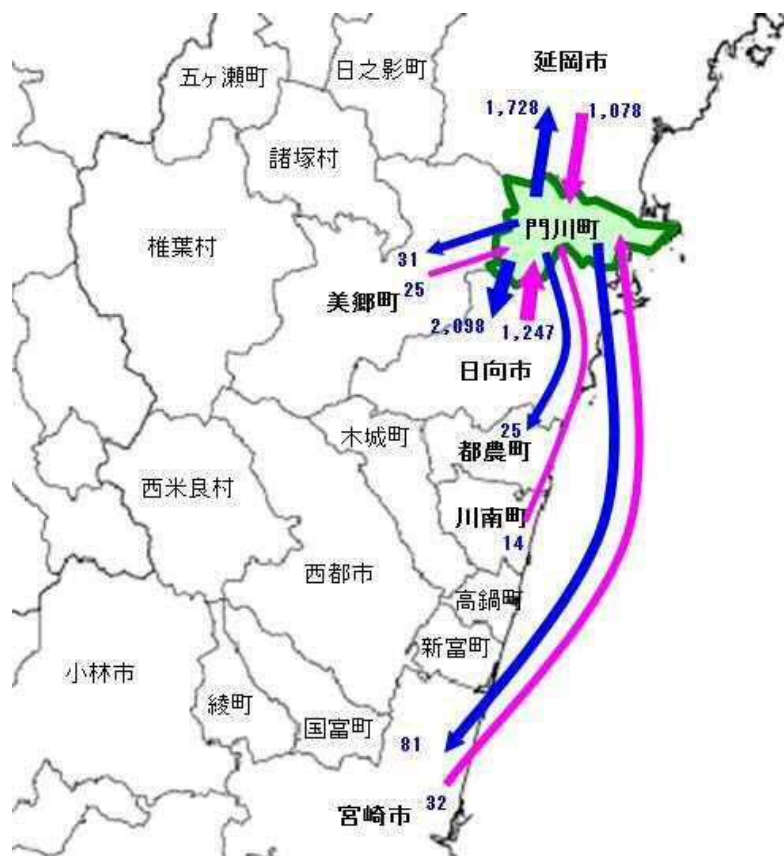 延岡市
日之影町
五ヶ瀬町
1,728
1,078
諸塚村
門川町
椎葉村
31
25
美郷町
2,098
1,247
日向市
木城町
25
都農町
西米良村
川南町
14
西都市
高鍋町
新富町
小林市
綾町
国富町
81
32
宮崎市